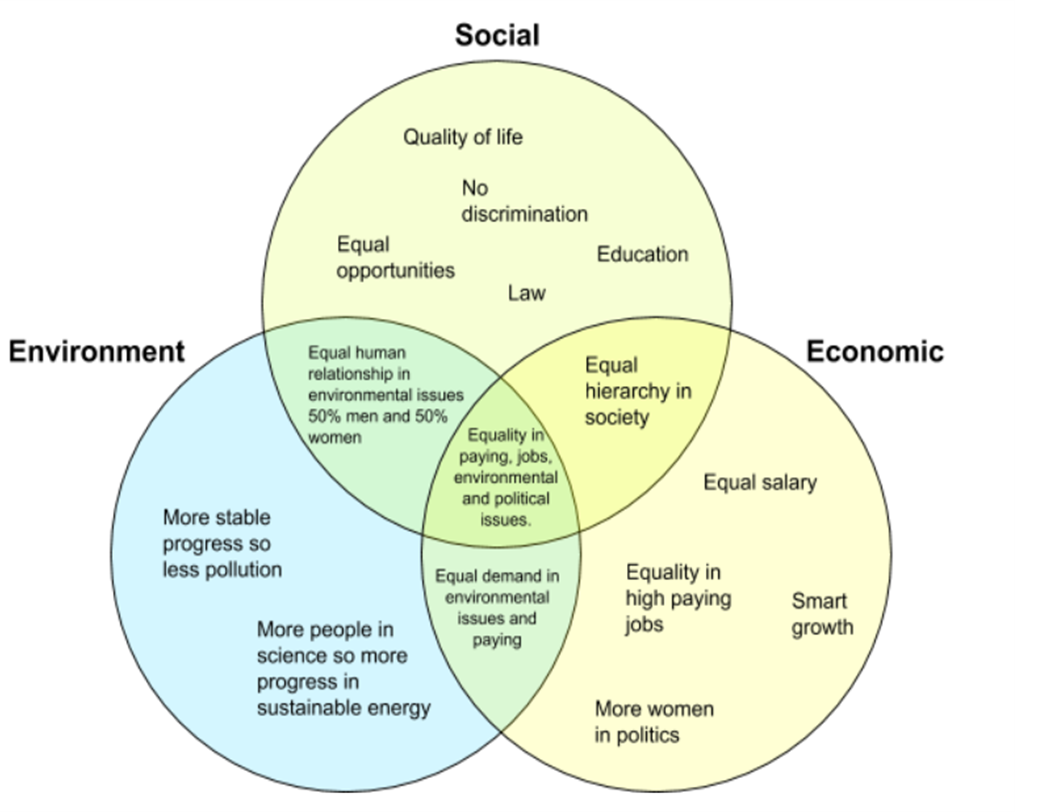 Social
Quality of life
No
discrimination
Equal
opportunities
Education
Law
Environment
Economic
Equal human
relationship in
environmental issues
50% men and 50%
women
Equal
hierarchy in
society
Equality in
paying, jobs,
environmental
and political
issues.
Equal salary
More stable
progress so
less pollution
Equal demand in
environmental
issues and
paying
Equality in
high paying
jobs
Smart
growth
More people in
science so more
progress in
sustainable energy
More women
in politics